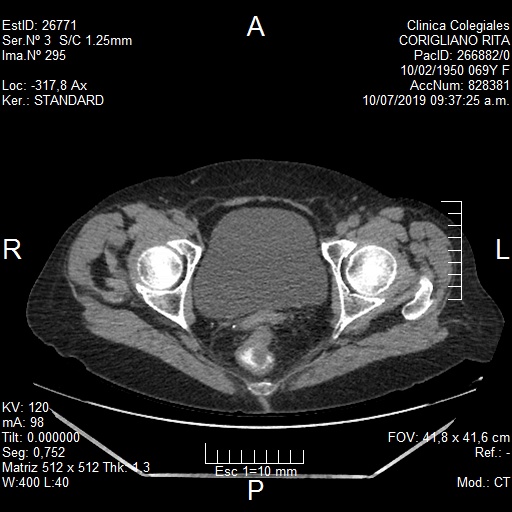 EstID: 26771
Ser.Nº 3 S/C 1.25mm
Ima.Nº 295
Loc: -317,8 Ax
Ker.: STANDARD
A
Clinica Colegiales
CORIGLIANO RITA
PacID: 266882/0
10/02/1950 069Y F
AccNum: 828381
10/07/2019 09:37:25 a.m.
R
L
KV: 120
mA: 98
Tilt: 0.000000
Seg: 0,752
Matriz 512 x 512 Thk: 1.3
W:400 L:40
Esc 1=10 mm
P
FOV: 41,8 x 41,6 cm
Ref.: -
Mod.: CT